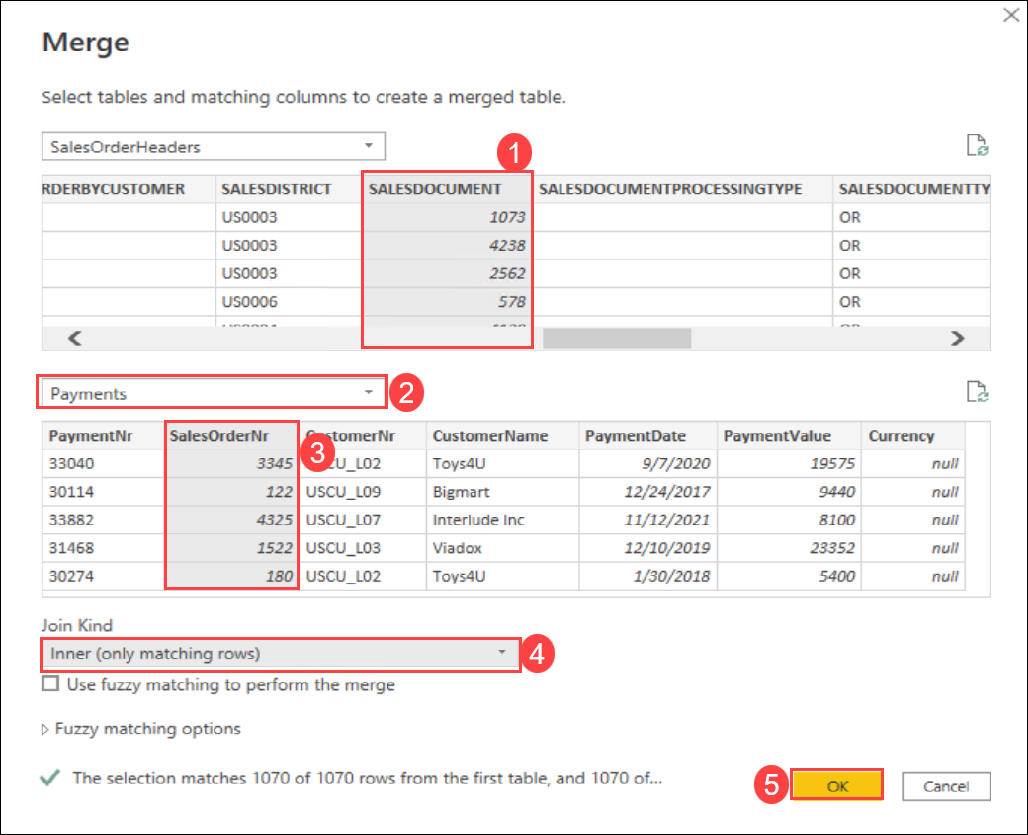 Merge
Select tables and matching columns to create a merged table.
SalesOrderHeaders
1
RDERBYCUSTOMER SALESDISTRICT SALESDOCUMENT SALESDOCUMENTPROCESSINGTYPE SALESDOCUMENTTY
US0003 1073 OR
US0003 4238 OR
US0003 2562 OR
US0006 578 OR
Payments 2
PaymentNr SalesOrderNr CustomerNr CustomerName PaymentDate PaymentValue Currency
3
33040 3345 USCU_L02 Toys4U 9/7/2020 19575 null
30114 122 USCU_L09 Bigmart 12/24/2017 9440 null
33882 4325 USCU_L07 Interlude Inc 11/12/2021 8100 null
31468 1522 USCU_L03 Viadox 12/10/2019 23352 null
30274 180 USCU_L02 Toys4U 1/30/2018 5400 null
Join Kind
Inner (only matching rows) 4
Use fuzzy matching to perform the merge
Fuzzy matching options
The selection matches 1070 of 1070 rows from the first table, and 1070 of...
5 OK Cancel